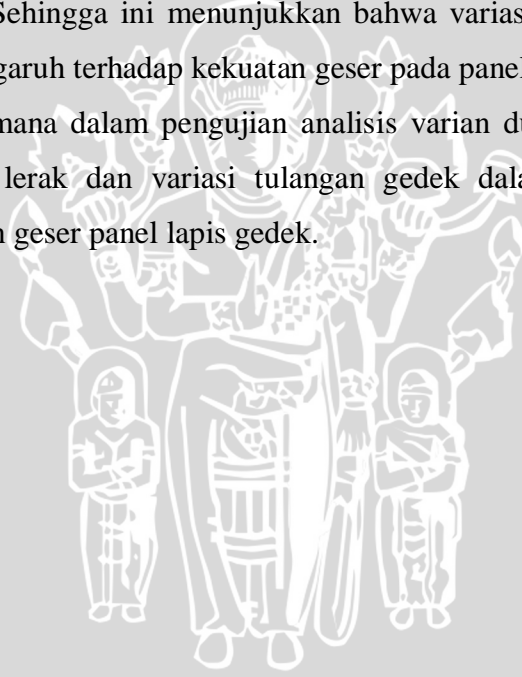 Sehingga ini menunjukkan bahwa varias
garuh terhadap kekuatan geser pada panel
mana dalam pengujian analisis varian du
lerak dan variasi tulangan gedek dala
n geser panel lapis gedek.